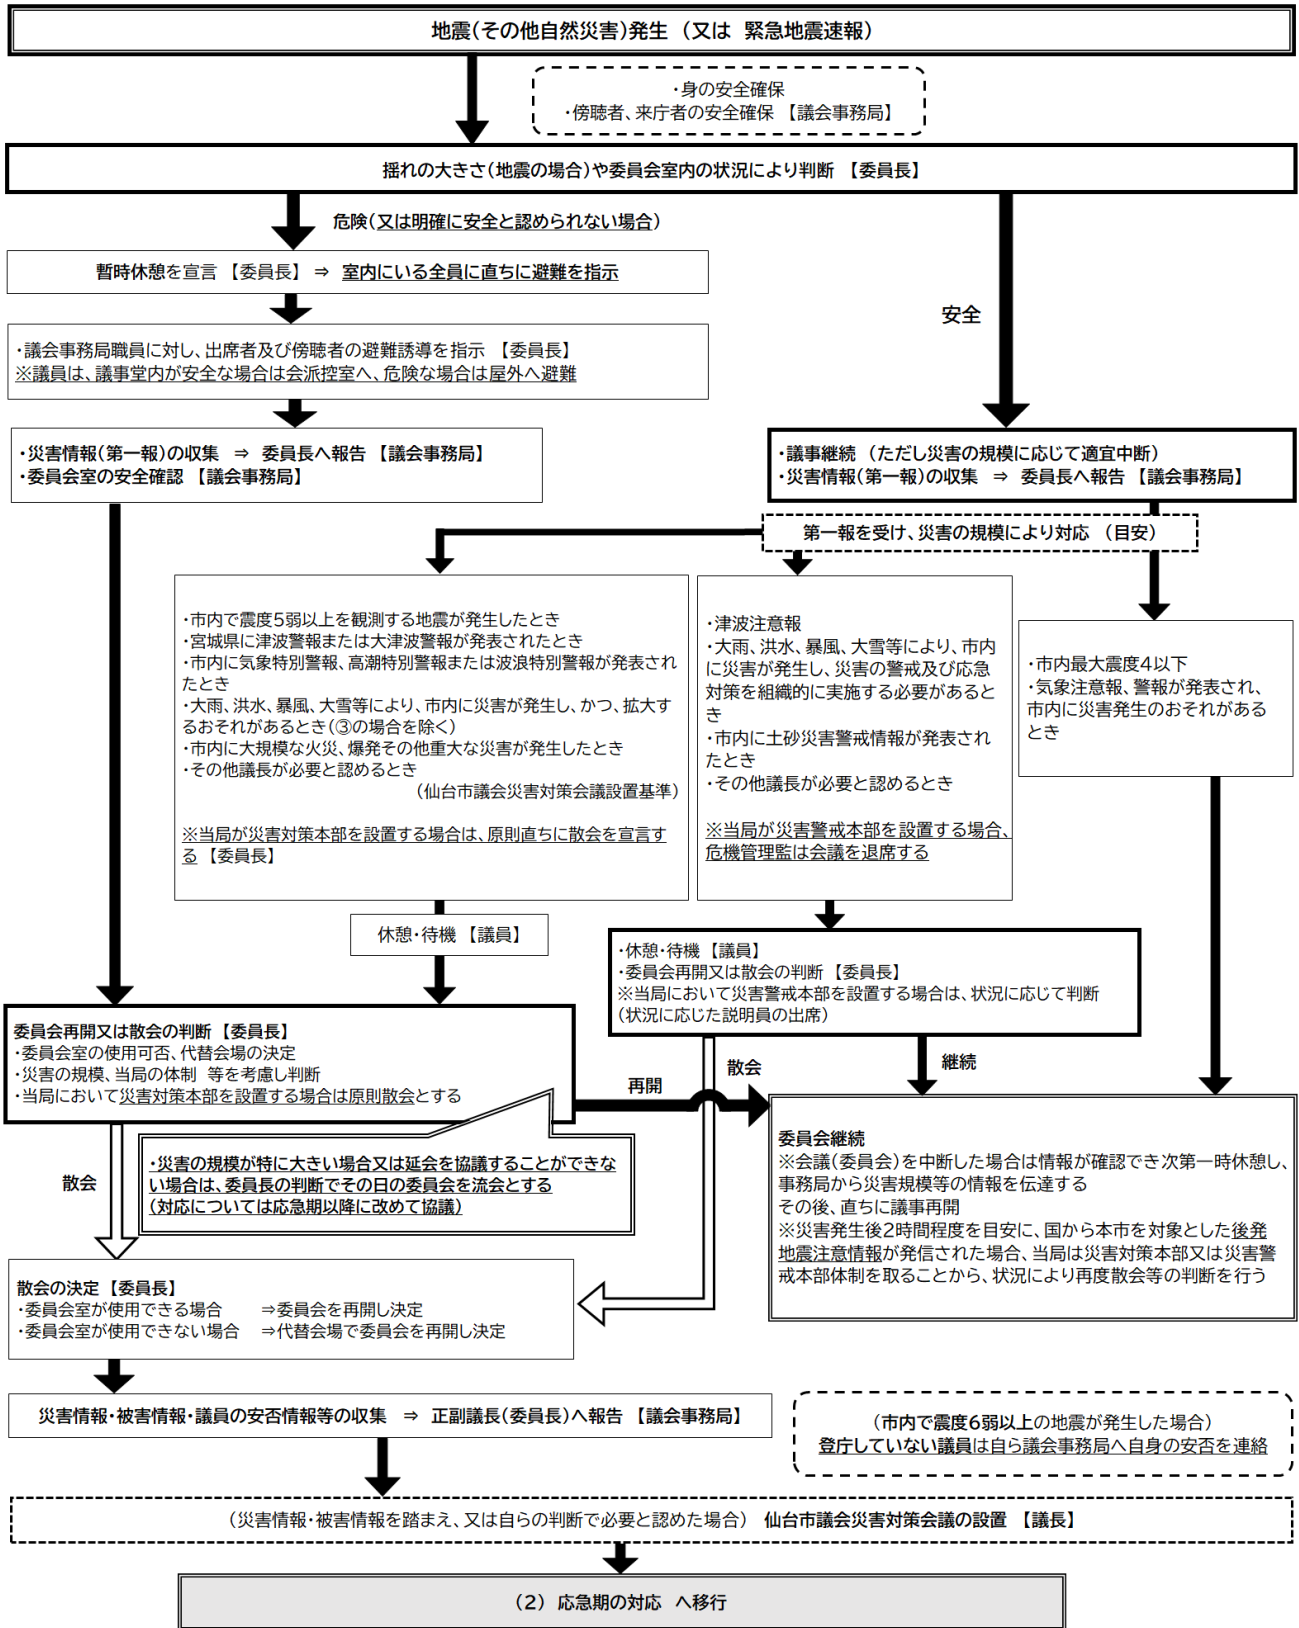 地震（その他自然災害）発生　（又は　緊急地震速報）
・身の安全確保
・傍聴者、来庁者の安全確保　【議会事務局】
揺れの大きさ（地震の場合）や委員会室内の状況により判断　【委員長】
危険（又は明確に安全と認められない場合）
暫時休憩を宣言　【委員長】　⇒　室内にいる全員に直ちに避難を指示
安全
・議会事務局職員に対し、出席者及び傍聴者の避難誘導を指示　【委員長】
※議員は、議事堂内が安全な場合は会派控室へ、危険な場合は屋外へ避難
・災害情報（第一報）の収集　⇒　委員長へ報告　【議会事務局】
・委員会室の安全確認　【議会事務局】
・議事継続　（ただし災害の規模に応じて適宜中断）
・災害情報（第一報）の収集　⇒　委員長へ報告　【議会事務局】
第一報を受け、災害の規模により対応　（目安）
・市内で震度５弱以上を観測する地震が発生したとき
・宮城県に津波警報または大津波警報が発表されたとき
・市内に気象特別警報、高潮特別警報または波浪特別警報が発表され
たとき
・大雨、洪水、暴風、大雪等により、市内に災害が発生し、かつ、拡大す
るおそれがあるとき（③の場合を除く）
・市内に大規模な火災、爆発その他重大な災害が発生したとき
・その他議長が必要と認めるとき
（仙台市議会災害対策会議設置基準）
※当局が災害対策本部を設置する場合は、原則直ちに散会を宣言す
る　【委員長】
・津波注意報
・大雨、洪水、暴風、大雪等により、市内
に災害が発生し、災害の警戒及び応急
対策を組織的に実施する必要があると
き
・市内に土砂災害警戒情報が発表され
たとき
・その他議長が必要と認めるとき
※当局が災害警戒本部を設置する場合、
危機管理監は会議を退席する
・市内最大震度４以下
・気象注意報、警報が発表され、
市内に災害発生のおそれがある
とき
休憩・待機　【議員】
・休憩・待機　【議員】
・委員会再開又は散会の判断　【委員長】
※当局において災害警戒本部を設置する場合は、状況に応じて判断
（状況に応じた説明員の出席）
委員会再開又は散会の判断　【委員長】
・委員会室の使用可否、代替会場の決定
・災害の規模、当局の体制　等を考慮し判断
・当局において災害対策本部を設置する場合は原則散会とする
再開
散会
継続
散会
・災害の規模が特に大きい場合又は延会を協議することができな
い場合は、委員長の判断でその日の委員会を流会とする
（対応については応急期以降に改めて協議）
委員会継続
※会議（委員会）を中断した場合は情報が確認でき次第一時休憩し、
事務局から災害規模等の情報を伝達する
その後、直ちに議事再開
※災害発生後２時間程度を目安に、国から本市を対象とした後発
地震注意情報が発信された場合、当局は災害対策本部又は災害警
戒本部体制を取ることから、状況により再度散会等の判断を行う
散会の決定　【委員長】
・委員会室が使用できる場合　　⇒委員会を再開し決定
・委員会室が使用できない場合　⇒代替会場で委員会を再開し決定
災害情報・被害情報・議員の安否情報等の収集　⇒　正副議長（委員長）へ報告　【議会事務局】
（市内で震度６弱以上の地震が発生した場合）
登庁していない議員は自ら議会事務局へ自身の安否を連絡
（災害情報・被害情報を踏まえ、又は自らの判断で必要と認めた場合）　仙台市議会災害対策会議の設置　【議長】
（２）　応急期の対応　へ移行